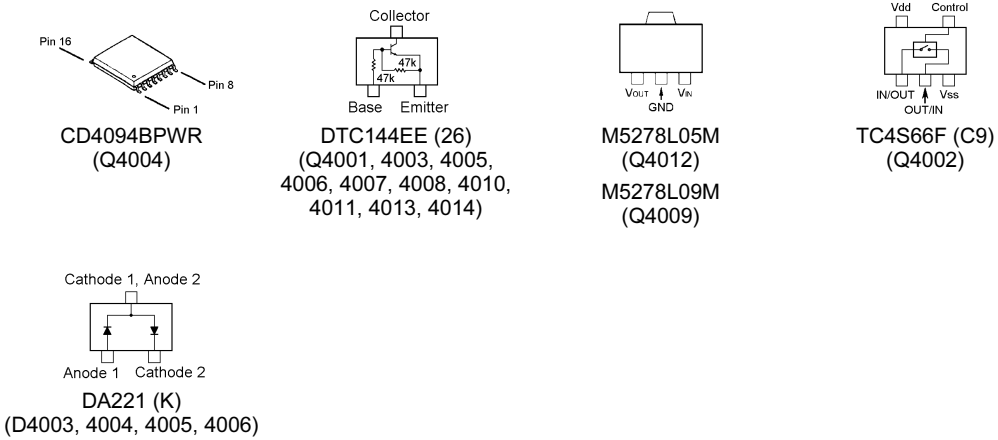 Pin 16
Pin 8
Pin 1
CD4094BPWR
(Q4004)
Collector
47k
47k
Base Emitter
DTC144EE (26)
(Q4001, 4003, 4005,
4006, 4007, 4008, 4010,
4011, 4013, 4014)
VOUT VIN
GND
M5278L05M
(Q4012)
M5278L09M
(Q4009)
Vdd Control
IN/OUT Vss
OUT/IN
TC4S66F (C9)
(Q4002)
Cathode 1, Anode 2
Anode 1 Cathode 2
DA221 (K)
(D4003, 4004, 4005, 4006)